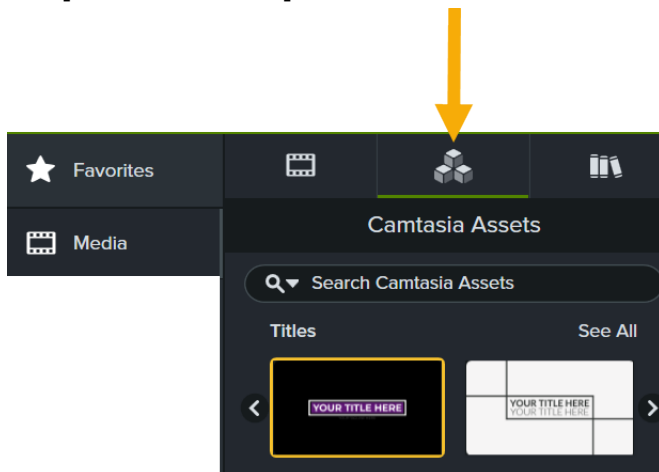 Favorites
Media
Camtasia Assets
Search Camtasia Assets
Titles
See All
YOUR TITLE HERE
YOUR TITLE HERE
YOUR TITLE HERE